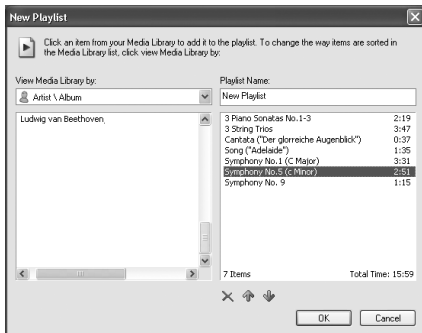 New Playlist
Click an item from your Media Library to add it to the playlist. To change the way items are sorted in
the Media Library list, click view Media Library by:
View Media Library by:
Playlist Name:
Artist \ Album
New Playlist
Ludwig van Beethoven
3 Piano Sonatas No.1-3 2:19
3 String Trios 3:47
Cantata ("Der glorreiche Augenblick") 0:37
Song ("Adelaide") 1:35
Symphony No.1 (C Major) 3:31
Symphony No.5 (c Minor) 2:51
Symphony No. 9 1:15
7 Items Total Time: 15:59
OK Cancel